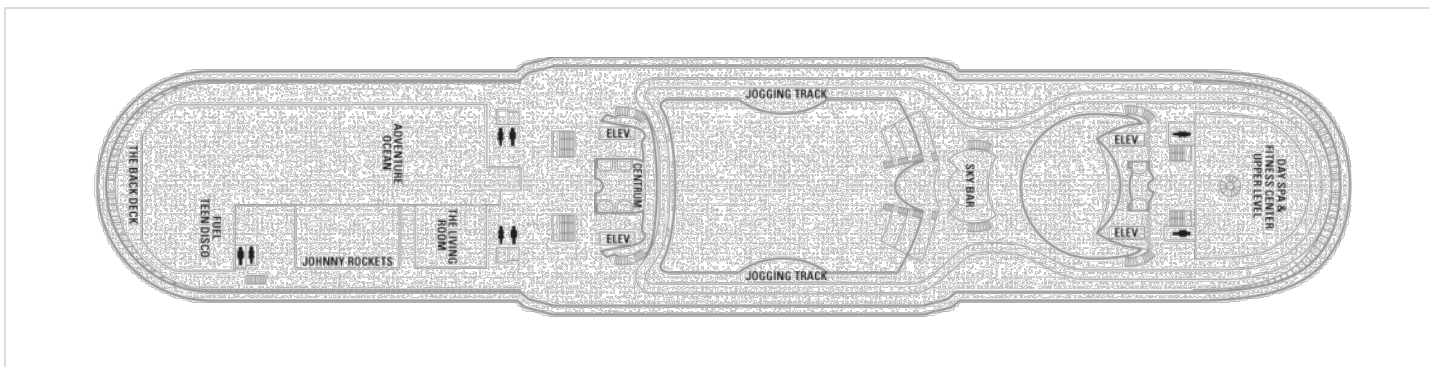 THE BACK DECK
FUEL
TEEN DISCO
ADVENTURE
OCEAN
JOHNNY ROCKETS
THE LIVING
ROOM
ELEV.
CENTRUM
ELEV.
JOGGING TRACK
JOGGING TRACK
SKY BAR
ELEV.
ELEV.
DAY SPA &
FITNESS CENTER
UPPER LEVEL